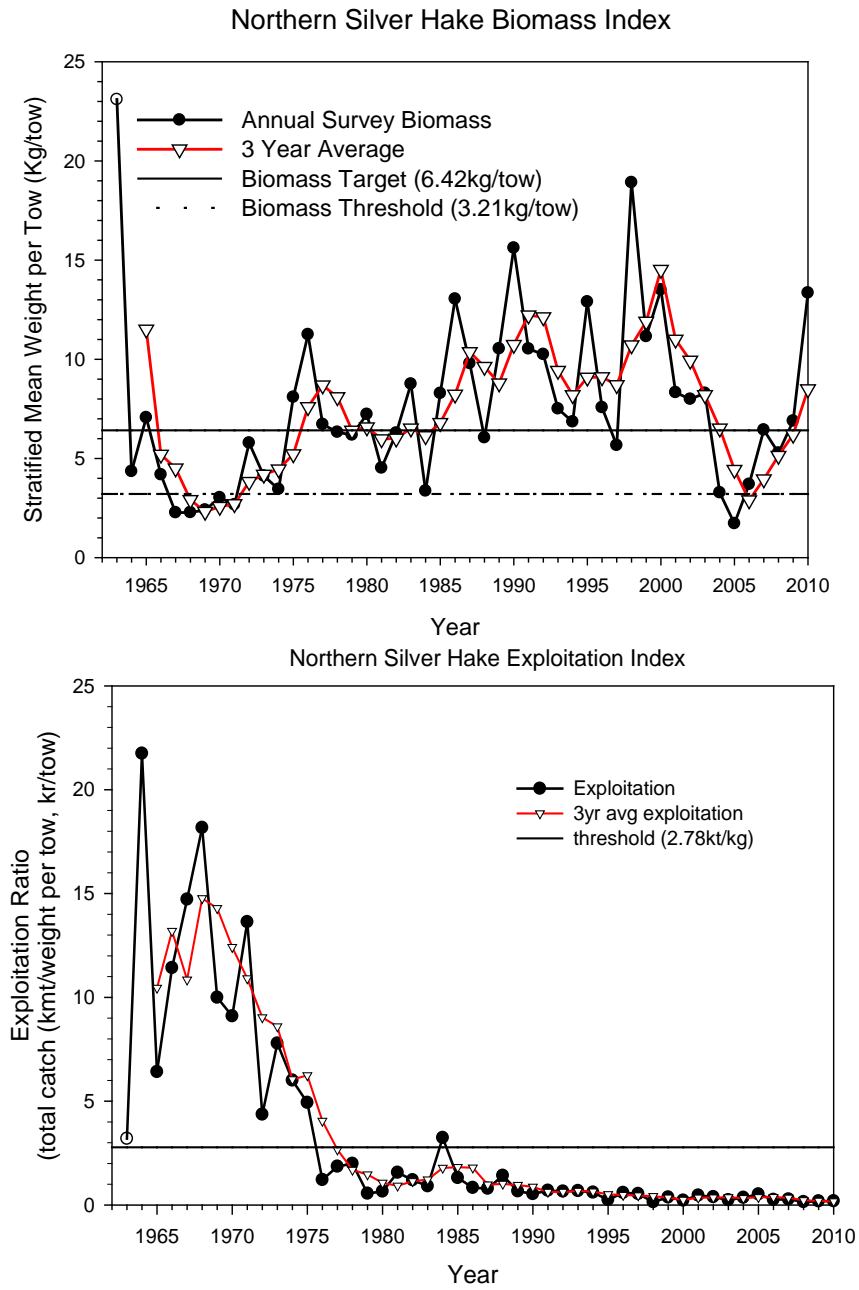 Northern Silver Hake Biomass Index
25
20
15
10
5
0
Stratified Mean Weight per Tow (Kg/tow)
Annual Survey Biomass
3 Year Average
Biomass Target (6.42kg/tow)
Biomass Threshold (3.21kg/tow)
1965 1970 1975 1980 1985 1990 1995 2000 2005 2010
Year
Northern Silver Hake Exploitation Index
25
20
15
10
5
0
Exploitation Ratio
(total catch (kmt/weight per tow, kr/tow)
Exploitation
3yr avg exploitation
threshold (2.78kt/kg)
1965 1970 1975 1980 1985 1990 1995 2000 2005 2010
Year